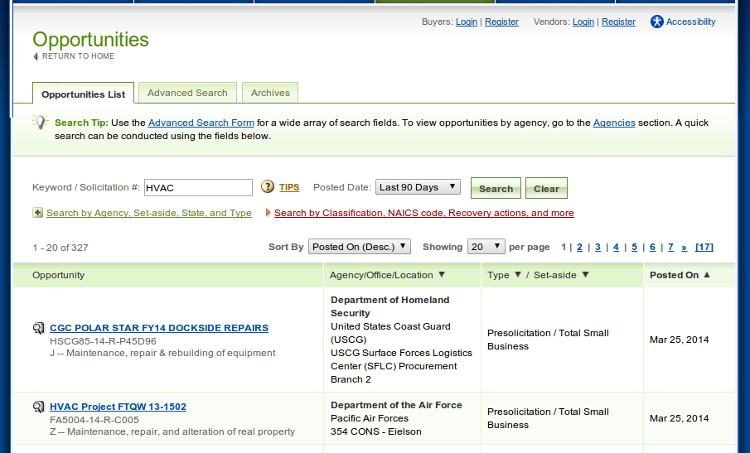 Buyers: Login | Register Vendors: Login | Register Accessibility
Opportunities
RETURN TO HOME
Opportunities List Advanced Search Archives
Search Tip: Use the Advanced Search Form for a wide array of search fields. To view opportunities by agency, go to the Agencies section. A quick
search can be conducted using the fields below.
Keyword / Solicitation #: HVAC ? TIPS Posted Date: Last 90 Days Search Clear
Search by Agency, Set-aside, State, and Type Search by Classification, NAICS code, Recovery actions, and more
1 - 20 of 327 Sort By Posted On (Desc.) Showing 20 per page 1 | 2 | 3 | 4 | 5 | 6 | 7 » [17]
Opportunity Agency/Office/Location Type / Set-aside Posted On
CGC POLAR STAR FY14 DOCKSIDE REPAIRS
HSCG85-14-R-P45D96
J -- Maintenance, repair & rebuilding of equipment
Department of Homeland
Security
United States Coast Guard
(USCG)
USCG Surface Forces Logistics
Center (SFLC) Procurement
Branch 2
Presolicitation / Total Small
Business
Mar 25, 2014
HVAC Project FTQW 13-1502
FA5004-14-R-C005
Z -- Maintenance, repair, and alteration of real property
Department of the Air Force
Pacific Air Forces
354 CONS - Eielson
Presolicitation / Total Small
Business
Mar 25, 2014